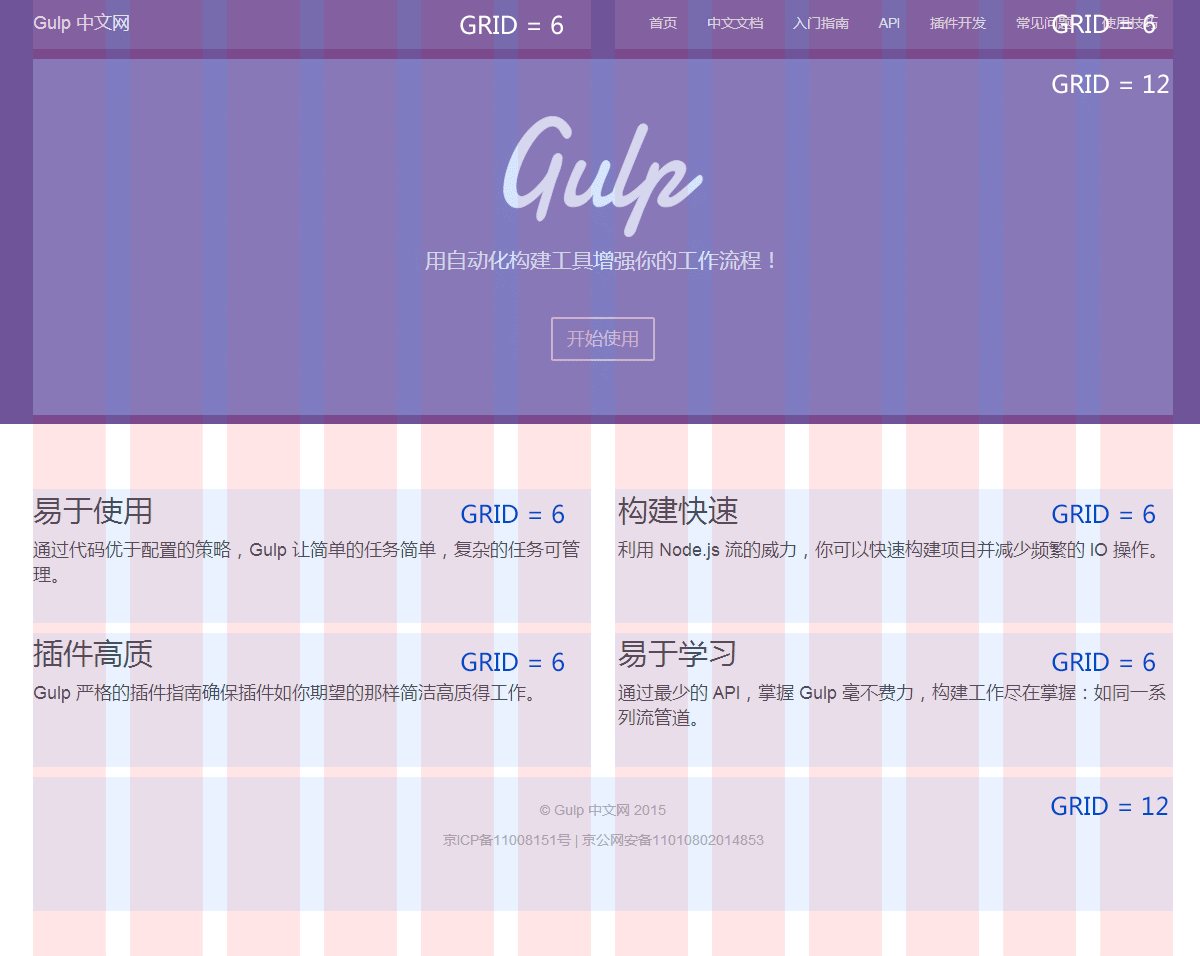 Gulp 中文网
GRID = 6
首页 中文文档 入门指南 API 插件开发 常见问题 使用技巧
GRID = 6
GRID = 12
Gulp
用自动化构建工具增强你的工作流程！
开始使用
易于使用
GRID = 6
通过代码优于配置的策略，Gulp 让简单的任务简单，复杂的任务可管
理。
构建快速
GRID = 6
利用 Node.js 流的威力，你可以快速构建项目并减少频繁的 IO 操作。
插件高质
GRID = 6
Gulp 严格的插件指南确保插件如你期望的那样简洁高质得工作。
易于学习
GRID = 6
通过最少的 API，掌握 Gulp 毫不费力，构建工作尽在掌握：如同一系
列流管道。
GRID = 12
© Gulp 中文网 2015
京ICP备11008151号 | 京公网安备11010802014853